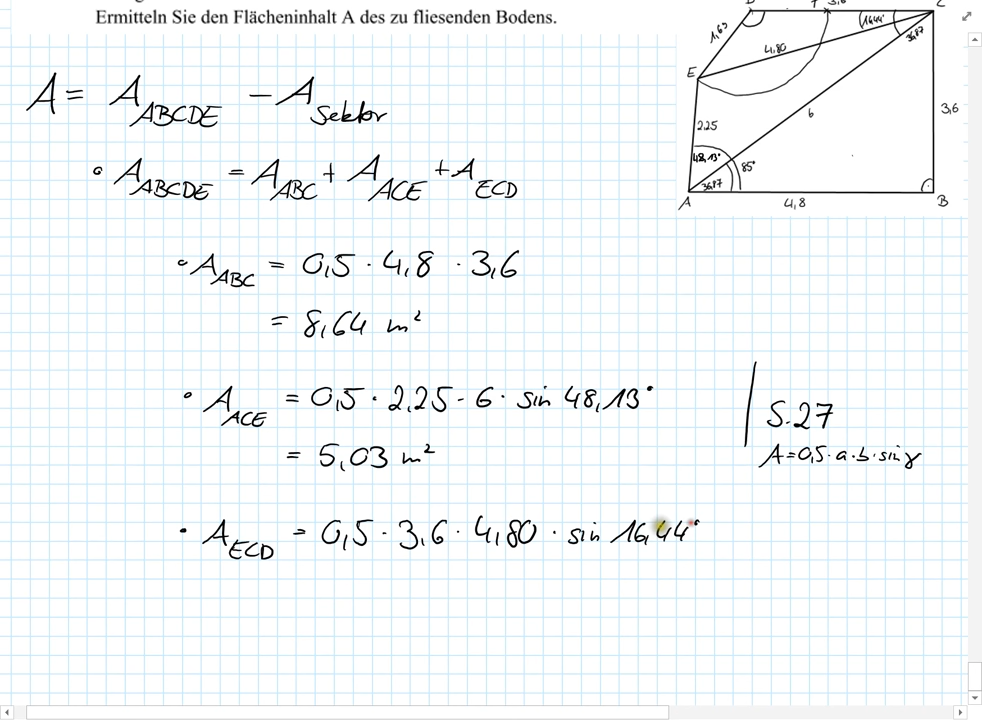 Ermitteln Sie den Flächeninhalt A des zu fliesenden Bodens.
A = A_ABCDE - A_Sektor
A_ABCDE = A_ABC + A_ACE + A_ECD
A_ABC = 0,5 · 4,8 · 3,6
= 8,64 m²
A_ACE = 0,5 · 2,25 · 6 · sin 48,13°
= 5,03 m²
S. 27
A = 0,5 · a · b · sin γ
A_ECD = 0,5 · 3,6 · 4,80 · sin 16,44°
16,44°
4,80
36,87
E
3,6
6
2,25
48,13°
85°
36,87
A
4,8
B